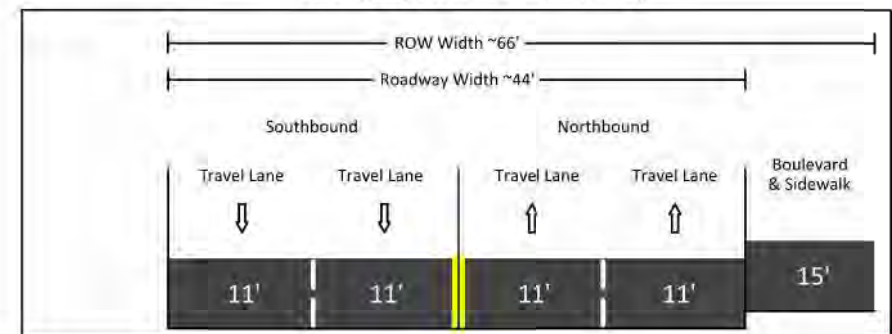 ROW Width ~66'
Roadway Width ~44'
Southbound Northbound
Travel Lane Travel Lane Travel Lane Travel Lane Boulevard
& Sidewalk
11' 11' 11' 11' 15'